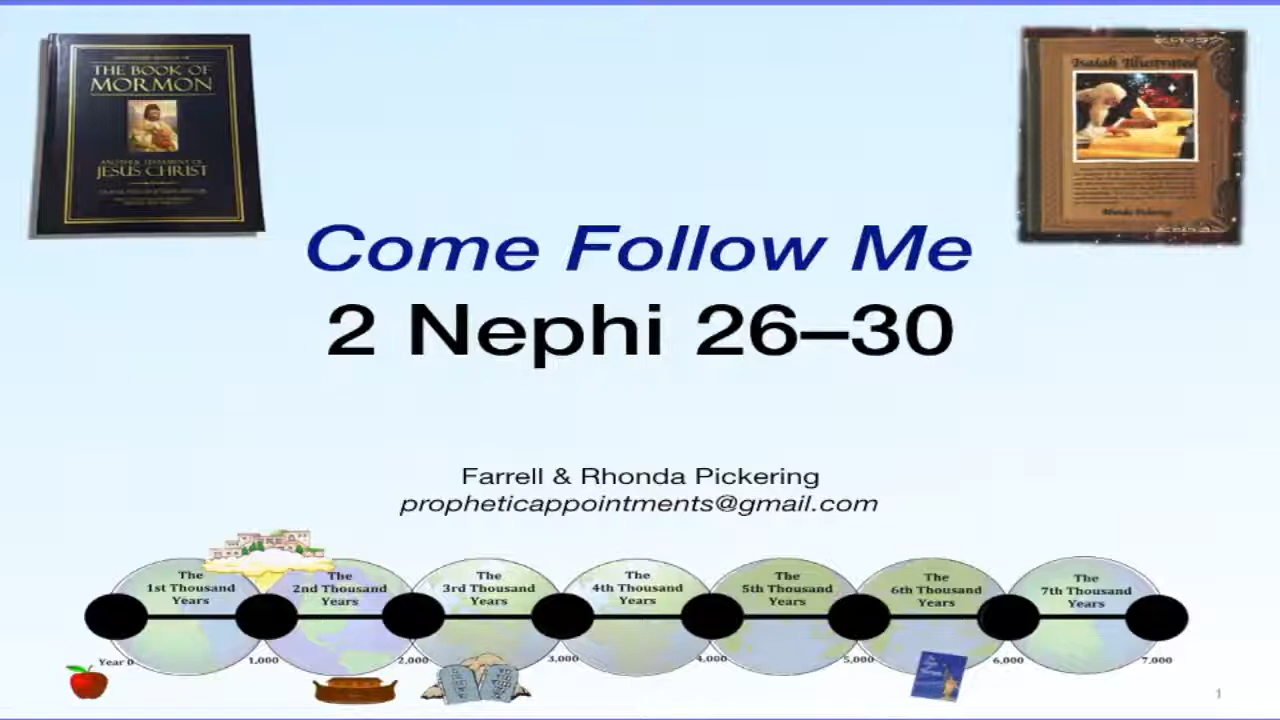 THE BOOK OF
MORMON
ANOTHER TESTAMENT OF
JESUS CHRIST
Isaiah Illustrated
Rhonda Pickering
Come Follow Me
2 Nephi 26–30
Farrell & Rhonda Pickering
propheticappointments@gmail.com
The
1st Thousand
Years
The
2nd Thousand
Years
The
3rd Thousand
Years
The
4th Thousand
Years
The
5th Thousand
Years
The
6th Thousand
Years
The
7th Thousand
Years
Year 0
1,000
2,000
3,000
4,000
5,000
6,000
7,000
1